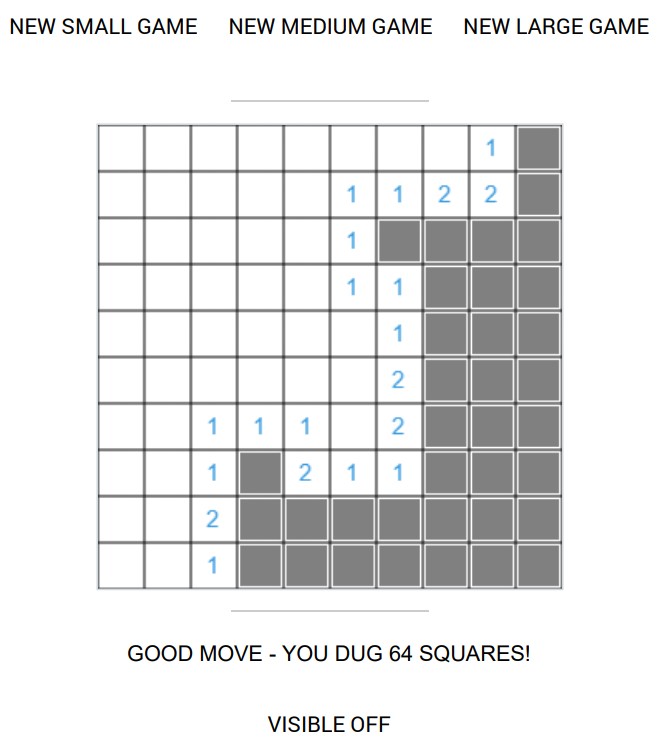 NEW SMALL GAME NEW MEDIUM GAME NEW LARGE GAME
1
1 1 2 2
1
1 1
1
2
1 1 1 2
1 2 1 1
2
1
GOOD MOVE - YOU DUG 64 SQUARES!
VISIBLE OFF